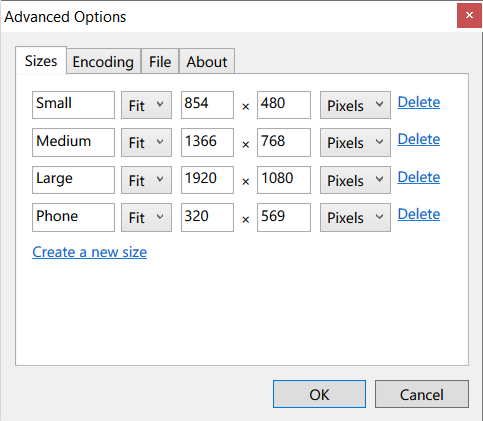 Advanced Options
Sizes Encoding File About
Small Fit 854 × 480 Pixels Delete
Medium Fit 1366 × 768 Pixels Delete
Large Fit 1920 × 1080 Pixels Delete
Phone Fit 320 × 569 Pixels Delete
Create a new size
OK Cancel